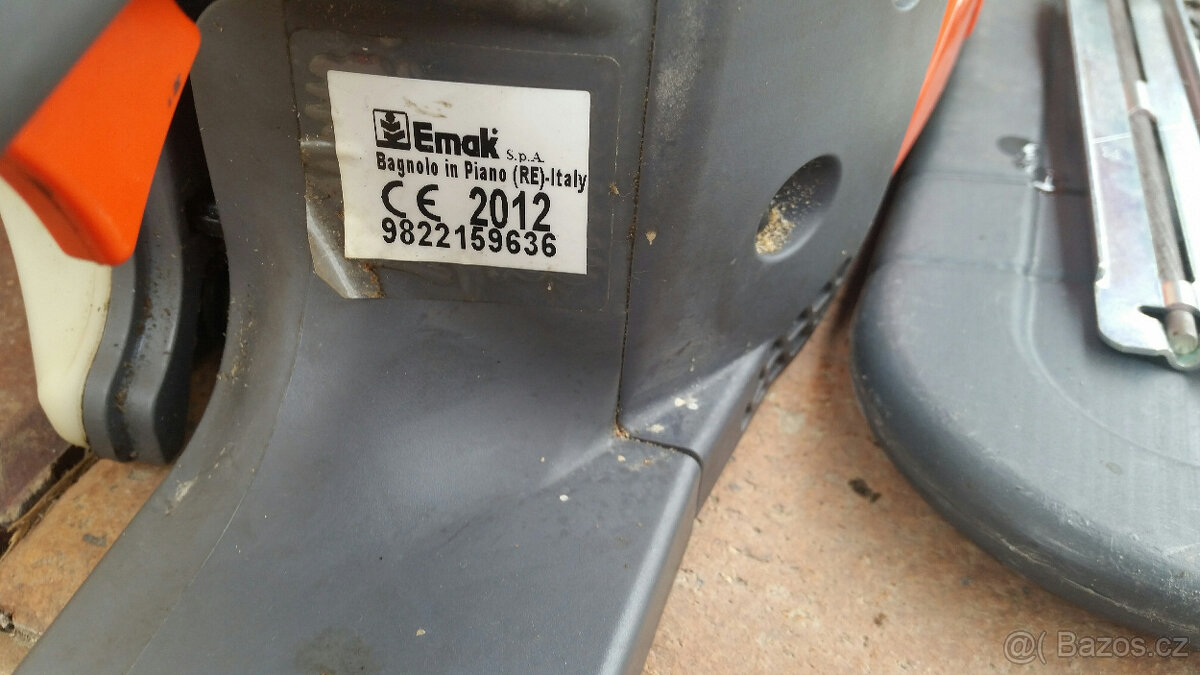 Emak S.p.A.
Bagnolo in Piano (RE)-Italy
CE 2012
9822159636
@( Bazos.cz